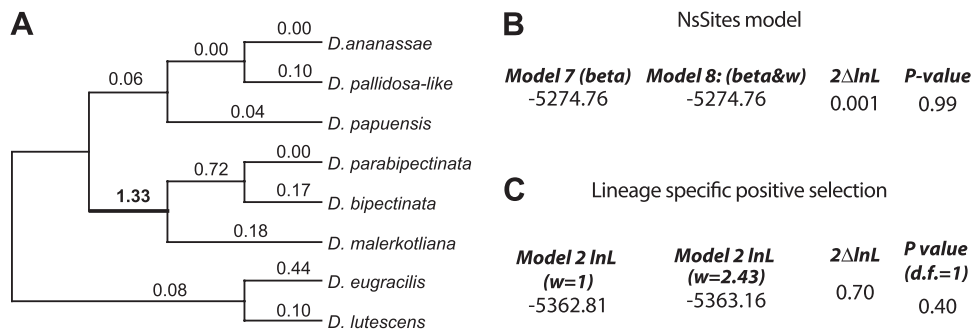 A
0.00
D.ananassae
0.00
0.10
D. pallidosa-like
0.06
0.04
D. papuensis
0.00
D. parabipectinata
0.72
0.17
D. bipectinata
1.33
0.18
D. malerkotliana
0.44
D. eugracilis
0.08
0.10
D. lutescens
B NsSites model
Model 7 (beta) Model 8: (beta&w) 2ΔlnL P-value
-5274.76 -5274.76 0.001 0.99
C Lineage specific positive selection
Model 2 lnL (w=1) Model 2 lnL (w=2.43) 2ΔlnL P value (d.f.=1)
-5362.81 -5363.16 0.70 0.40